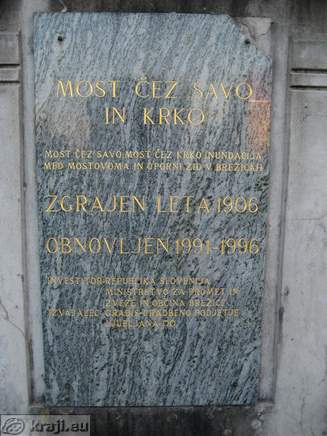 MOST ČEZ SAVO
IN KRKO
MOST ČEZ SAVO, MOST ČEZ KRKO INUNDACIJA
MED MOSTOVOMA IN OPORNI ZID V BREŽICAH
ZGRAJEN LETA 1906
OBNOVLJEN 1991-1996
INVESTITOR: REPUBLIKA SLOVENIJA
MINISTRSTVO ZA PROMET IN
ZVEZE IN OBČINA BREŽICE
IZVAJALEC: GRADIS-GRADBENO PODJETJE
LJUBLJANA D.O.
kraji.eu